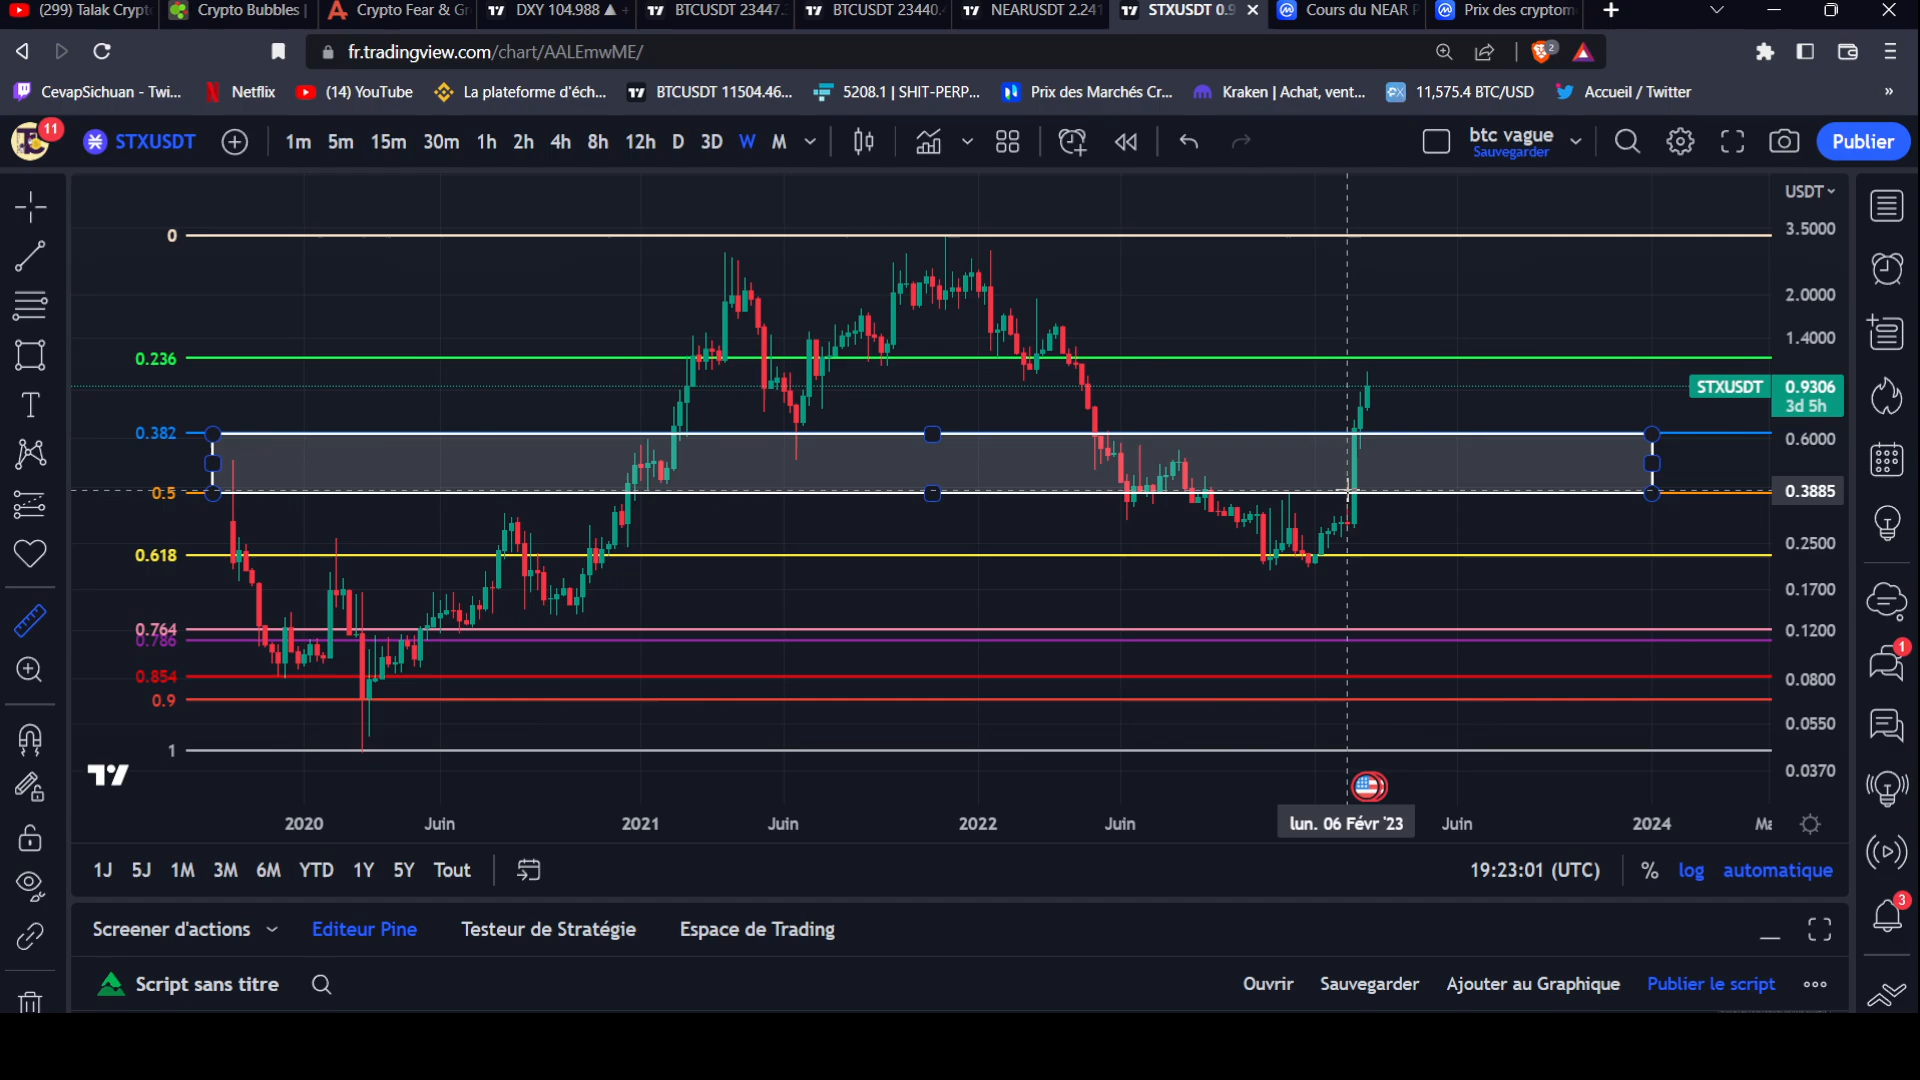 (299) Talak Crypt
Crypto Bubbles |
Crypto Fear & Gr
DXY 104.988 ▲
BTCUSDT 23447.
BTCUSDT 23440.
NEARUSDT 2.241
STXUSDT 0.9
Cours du NEAR P
Prix des cryptom
fr.tradingview.com/chart/AALEmwME/
2
CevapSichuan - Twi...
Netflix
(14) YouTube
La plateforme d'éch...
BTCUSDT 11504.46...
5208.1 | SHIT-PERP...
Prix des Marchés Cr...
Kraken | Achat, vent...
11,575.4 BTC/USD
Accueil / Twitter
»
11
STXUSDT
1m 5m 15m 30m 1h 2h 4h 8h 12h D 3D W M
btc vague
Sauvegarder
Publier
USDT
3.5000
2.0000
1.4000
STXUSDT 0.9306
3d 5h
0.6000
0.3885
0.2500
0.1700
0.1200
0.0800
0.0550
0.0370
0
0.236
0.382
0.5
0.618
0.764
0.786
0.854
0.9
1
2020 Juin 2021 Juin 2022 Juin lun. 06 Févr '23 Juin 2024
1J 5J 1M 3M 6M YTD 1Y 5Y Tout
19:23:01 (UTC) % log automatique
1
3
Screener d'actions Editeur Pine Testeur de Stratégie Espace de Trading
Script sans titre
Ouvrir Sauvegarder Ajouter au Graphique Publier le script